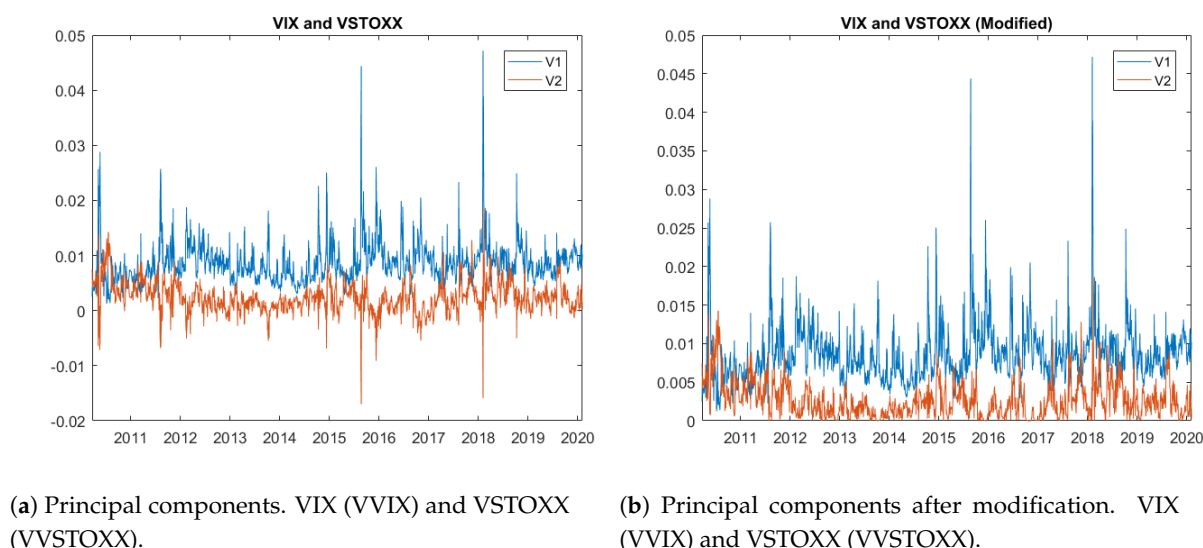 VIX and VSTOXX
0.05
0.04
0.03
0.02
0.01
0
-0.01
-0.02
V1
V2
2011 2012 2013 2014 2015 2016 2017 2018 2019 2020
(a) Principal components. VIX (VVIX) and VSTOXX
(VVSTOXX).
VIX and VSTOXX (Modified)
0.05
0.045
0.04
0.035
0.03
0.025
0.02
0.015
0.01
0.005
0
V1
V2
2011 2012 2013 2014 2015 2016 2017 2018 2019 2020
(b) Principal components after modification. VIX
(VVIX) and VSTOXX (VVSTOXX).